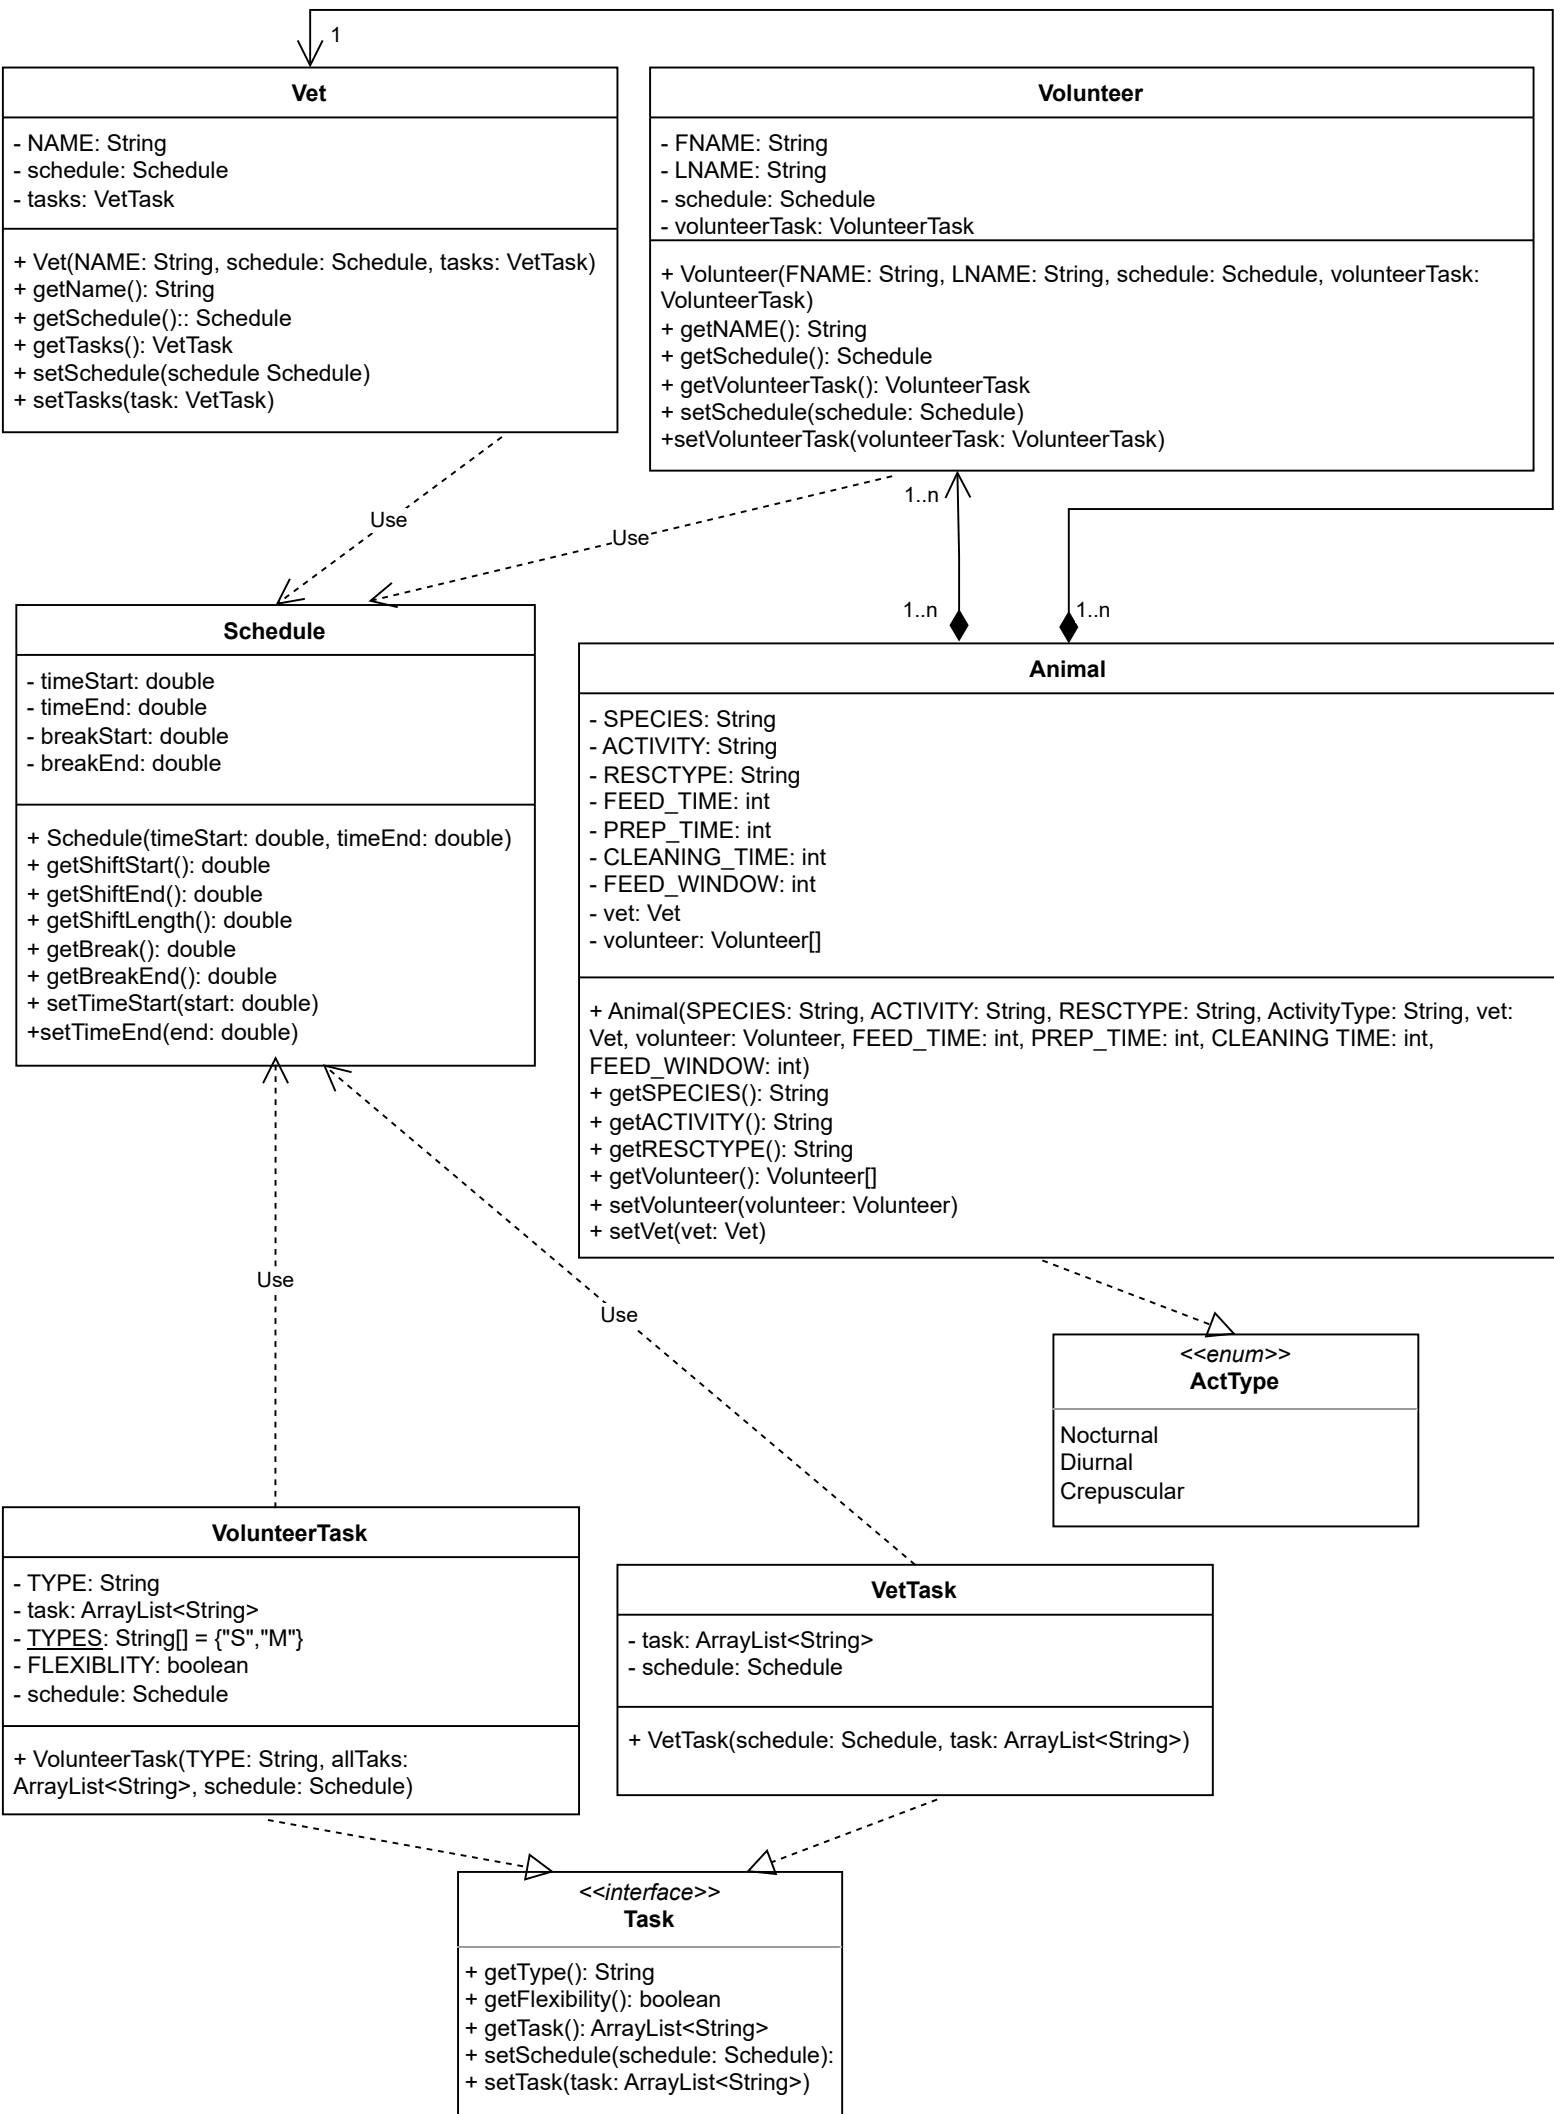 1
Vet
- NAME: String
- schedule: Schedule
- tasks: VetTask
+ Vet(NAME: String, schedule: Schedule, tasks: VetTask)
+ getName(): String
+ getSchedule():: Schedule
+ getTasks(): VetTask
+ setSchedule(schedule Schedule)
+ setTasks(task: VetTask)
Volunteer
- FNAME: String
- LNAME: String
- schedule: Schedule
- volunteerTask: VolunteerTask
+ Volunteer(FNAME: String, LNAME: String, schedule: Schedule, volunteerTask:
VolunteerTask)
+ getNAME(): String
+ getSchedule(): Schedule
+ getVolunteerTask(): VolunteerTask
+ setSchedule(schedule: Schedule)
+setVolunteerTask(volunteerTask: VolunteerTask)
Use
Use
1..n
1..n
1..n
Schedule
- timeStart: double
- timeEnd: double
- breakStart: double
- breakEnd: double
+ Schedule(timeStart: double, timeEnd: double)
+ getShiftStart(): double
+ getShiftEnd(): double
+ getShiftLength(): double
+ getBreak(): double
+ getBreakEnd(): double
+ setTimeStart(start: double)
+setTimeEnd(end: double)
Animal
- SPECIES: String
- ACTIVITY: String
- RESCTYPE: String
- FEED_TIME: int
- PREP_TIME: int
- CLEANING_TIME: int
- FEED_WINDOW: int
- vet: Vet
- volunteer: Volunteer[]
+ Animal(SPECIES: String, ACTIVITY: String, RESCTYPE: String, ActivityType: String, vet:
Vet, volunteer: Volunteer, FEED_TIME: int, PREP_TIME: int, CLEANING TIME: int,
FEED_WINDOW: int)
+ getSPECIES(): String
+ getACTIVITY(): String
+ getRESCTYPE(): String
+ getVolunteer(): Volunteer[]
+ setVolunteer(volunteer: Volunteer)
+ setVet(vet: Vet)
Use
Use
<<enum>>
ActType
Nocturnal
Diurnal
Crepuscular
VolunteerTask
- TYPE: String
- task: ArrayList<String>
- TYPES: String[] = {"S","M"}
- FLEXIBLITY: boolean
- schedule: Schedule
+ VolunteerTask(TYPE: String, allTaks:
ArrayList<String>, schedule: Schedule)
VetTask
- task: ArrayList<String>
- schedule: Schedule
+ VetTask(schedule: Schedule, task: ArrayList<String>)
<<interface>>
Task
+ getType(): String
+ getFlexibility(): boolean
+ getTask(): ArrayList<String>
+ setSchedule(schedule: Schedule):
+ setTask(task: ArrayList<String>)